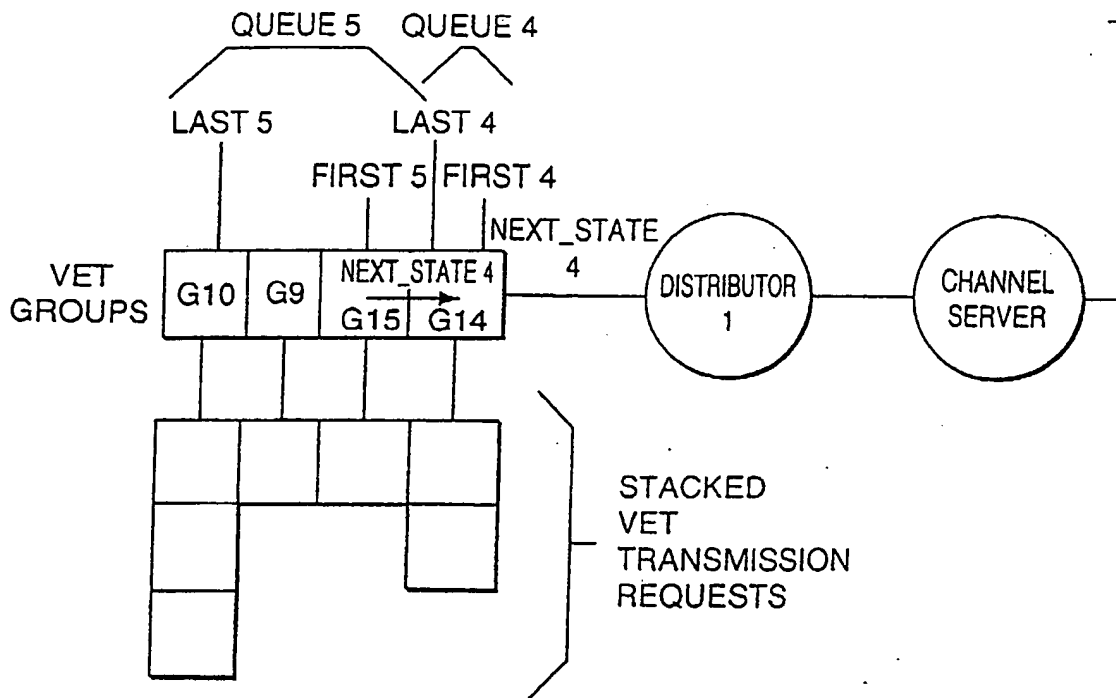 QUEUE 5 QUEUE 4
LAST 5 LAST 4
FIRST 5 FIRST 4
NEXT_STATE
4
VET
GROUPS
G10 G9 NEXT_STATE 4
G15 G14
DISTRIBUTOR
1
CHANNEL
SERVER
STACKED
VET
TRANSMISSION
REQUESTS